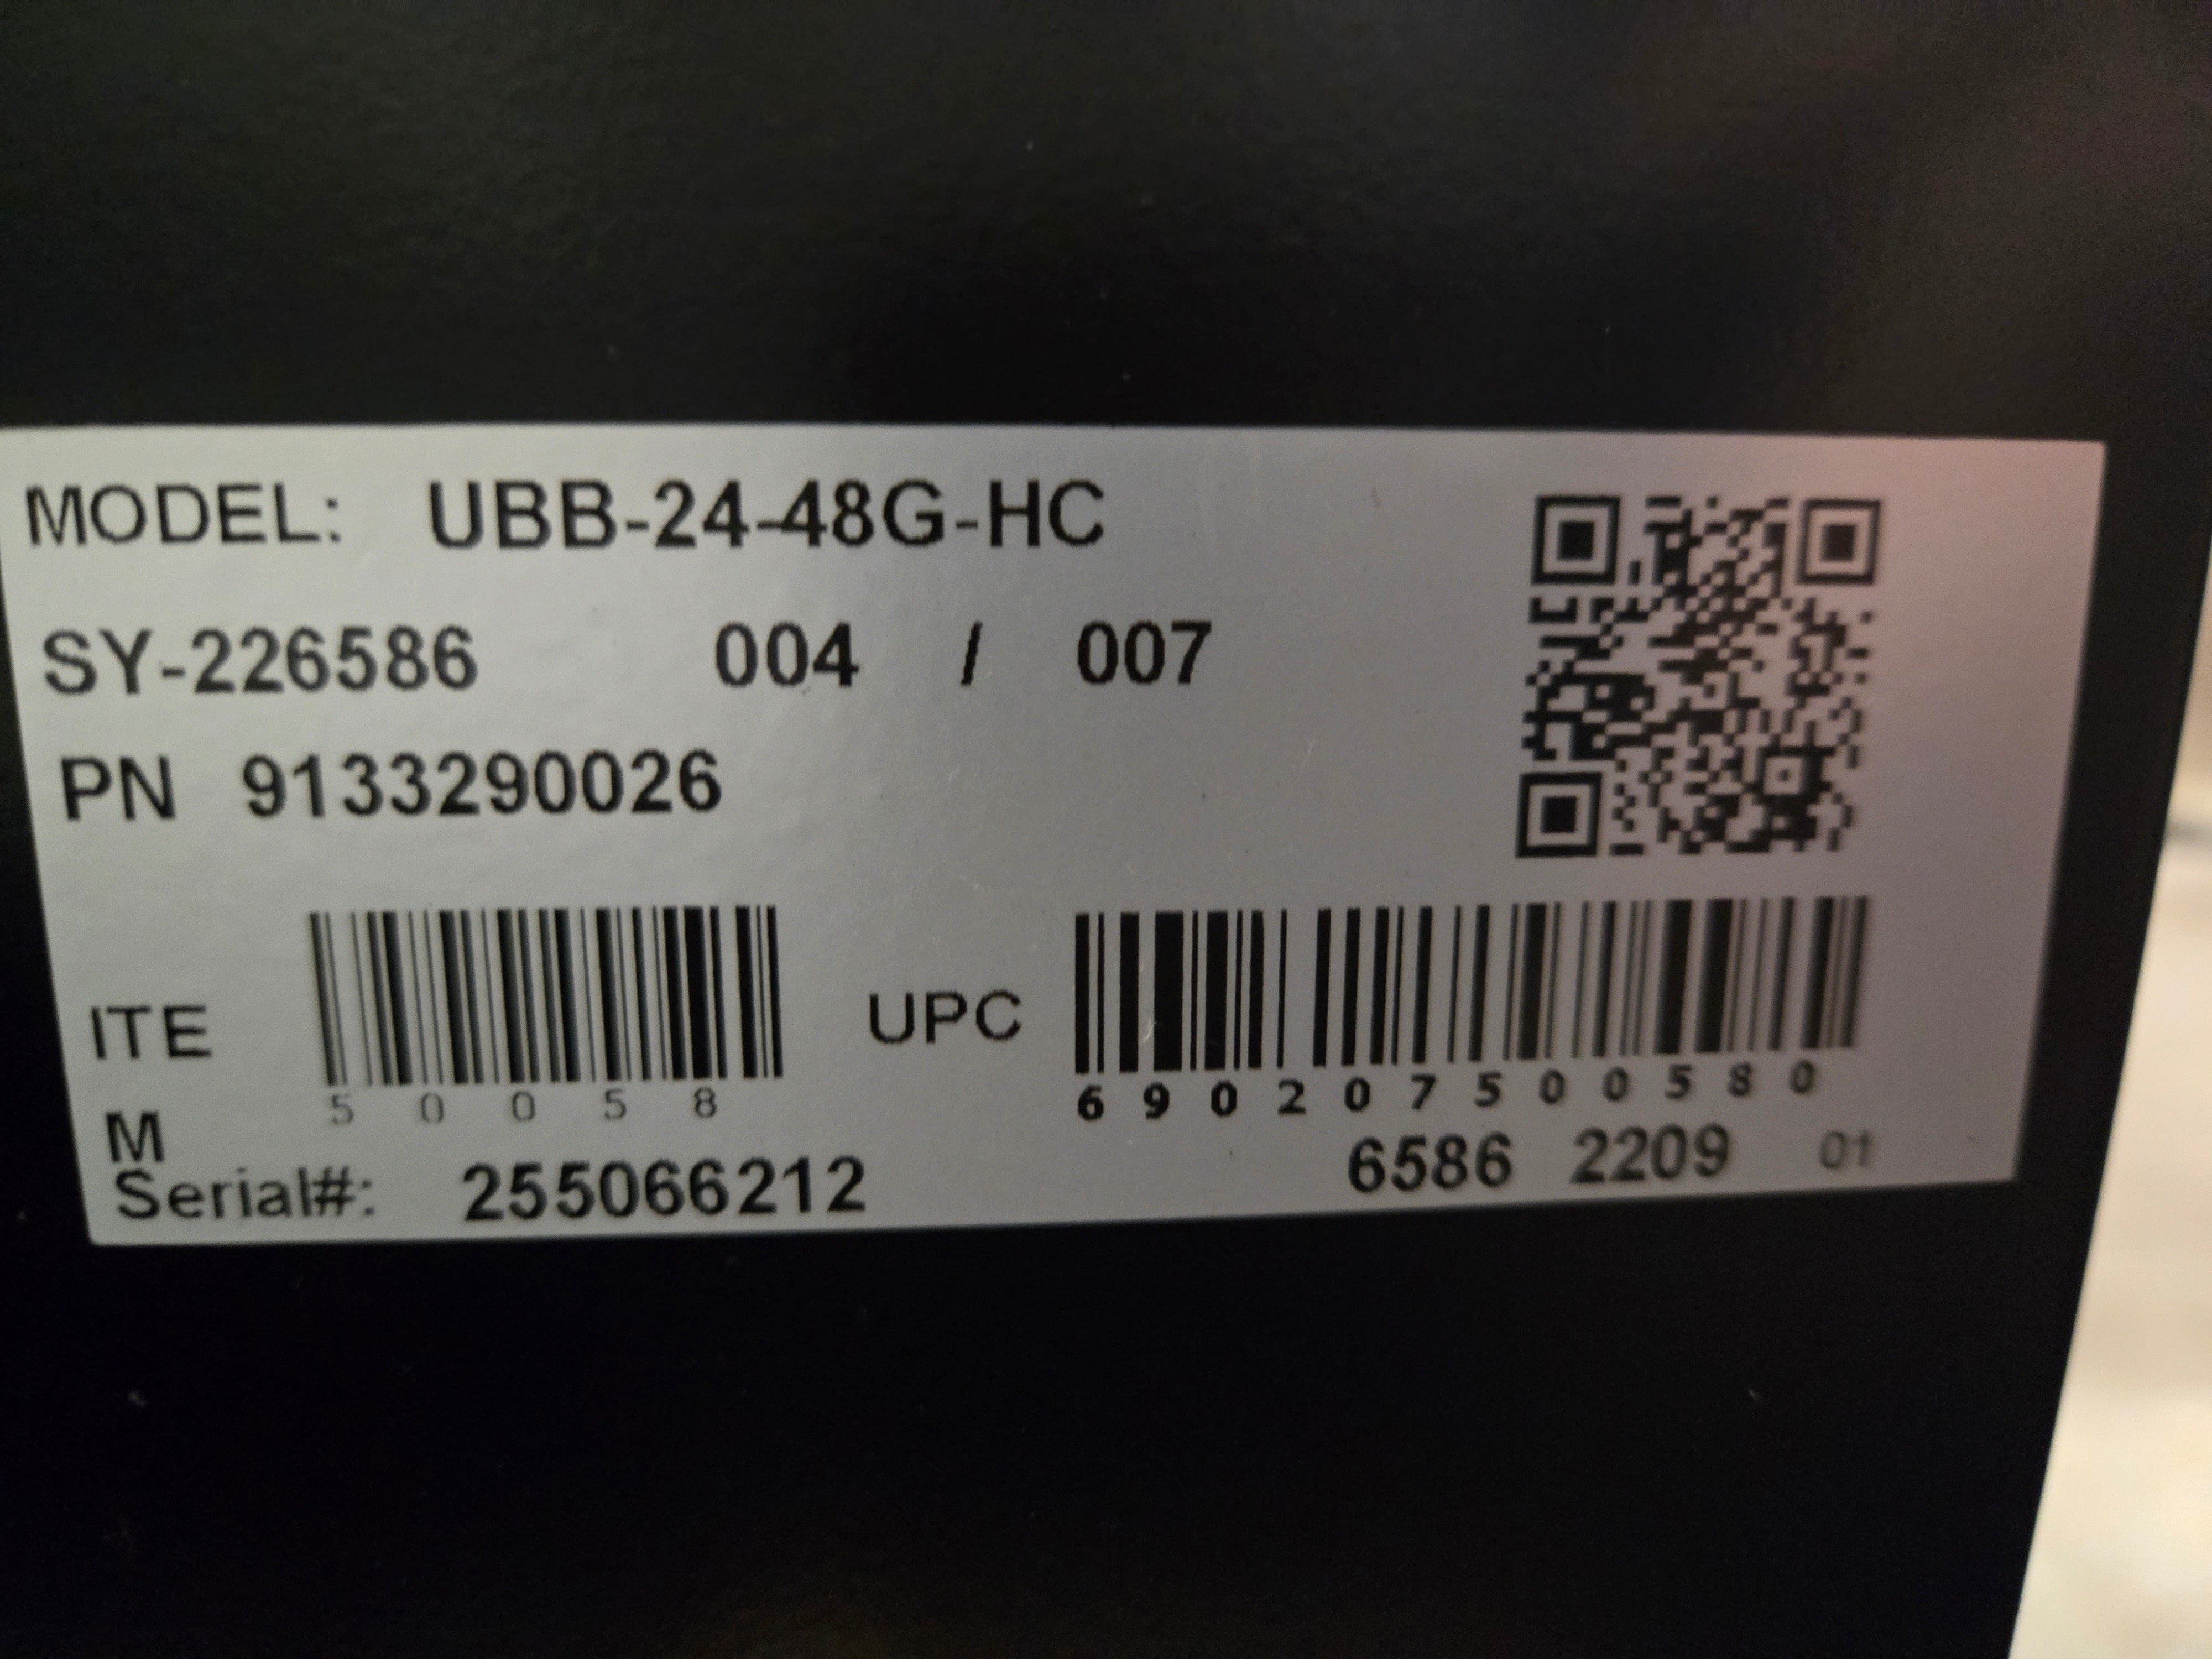 MODEL: UBB-24-48G-HC
SY-226586 004 / 007
PN 9133290026
ITE
M
5 0 0 5 8
UPC
6 9 0 2 0 7 5 0 0 5 8 0
Serial#: 255066212
6586 2209 01